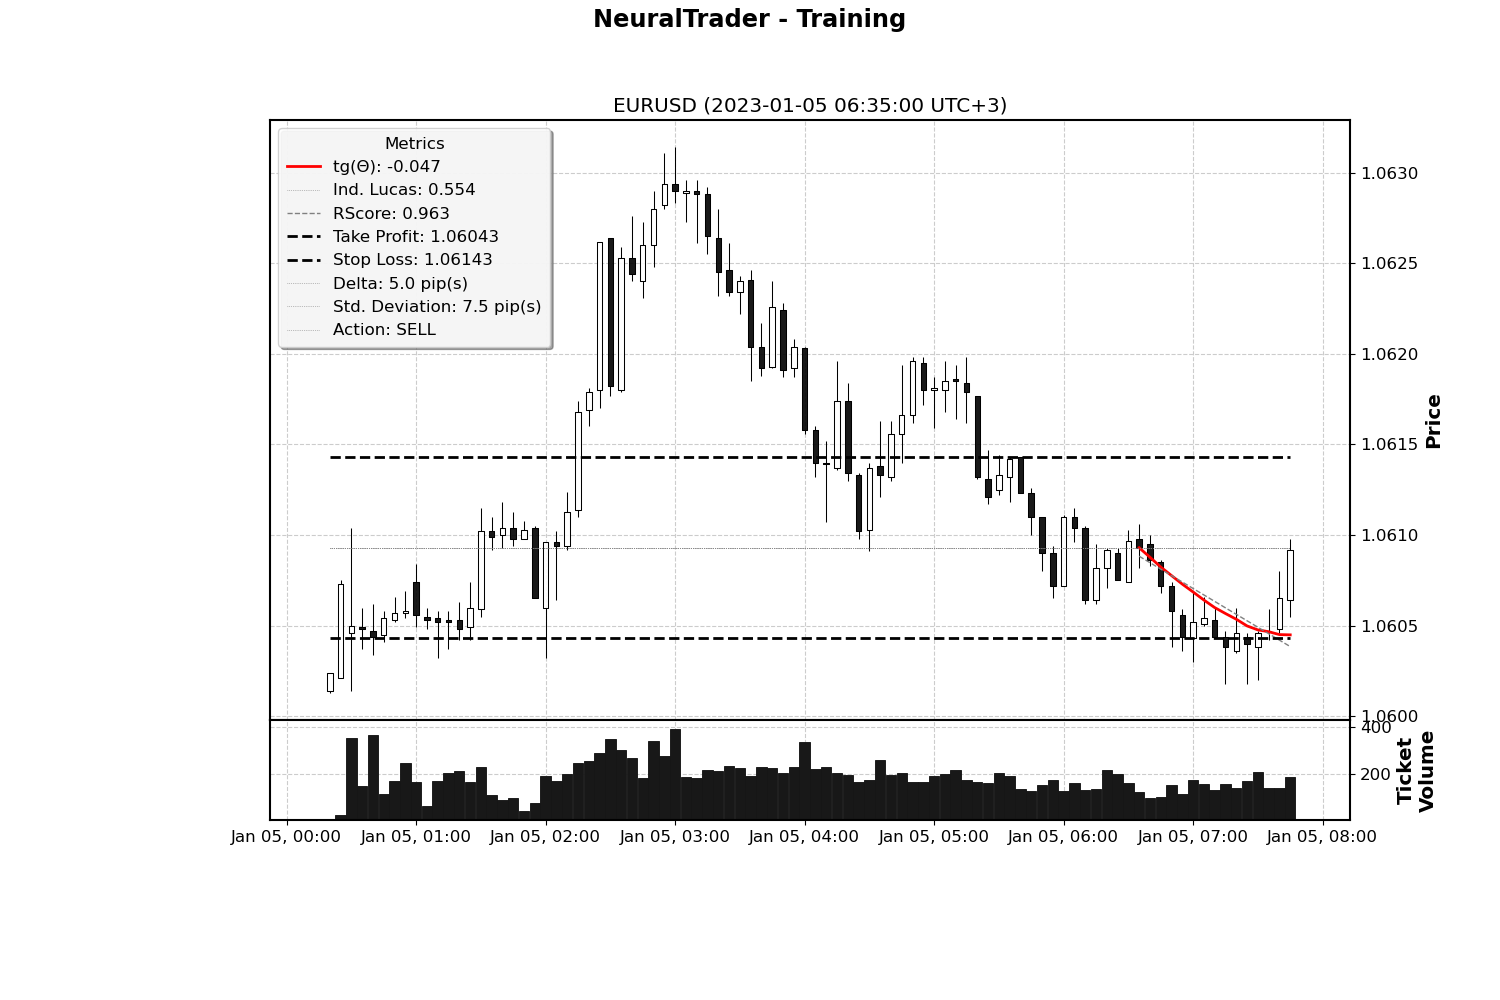 NeuralTrader - Training
EURUSD (2023-01-05 06:35:00 UTC+3)
Metrics
tg(Θ): -0.047
Ind. Lucas: 0.554
RScore: 0.963
Take Profit: 1.06043
Stop Loss: 1.06143
Delta: 5.0 pip(s)
Std. Deviation: 7.5 pip(s)
Action: SELL
1.0630
1.0625
1.0620
1.0615
1.0610
1.0605
1.0600
Price
400
200
Ticket
Volume
Jan 05, 00:00
Jan 05, 01:00
Jan 05, 02:00
Jan 05, 03:00
Jan 05, 04:00
Jan 05, 05:00
Jan 05, 06:00
Jan 05, 07:00
Jan 05, 08:00